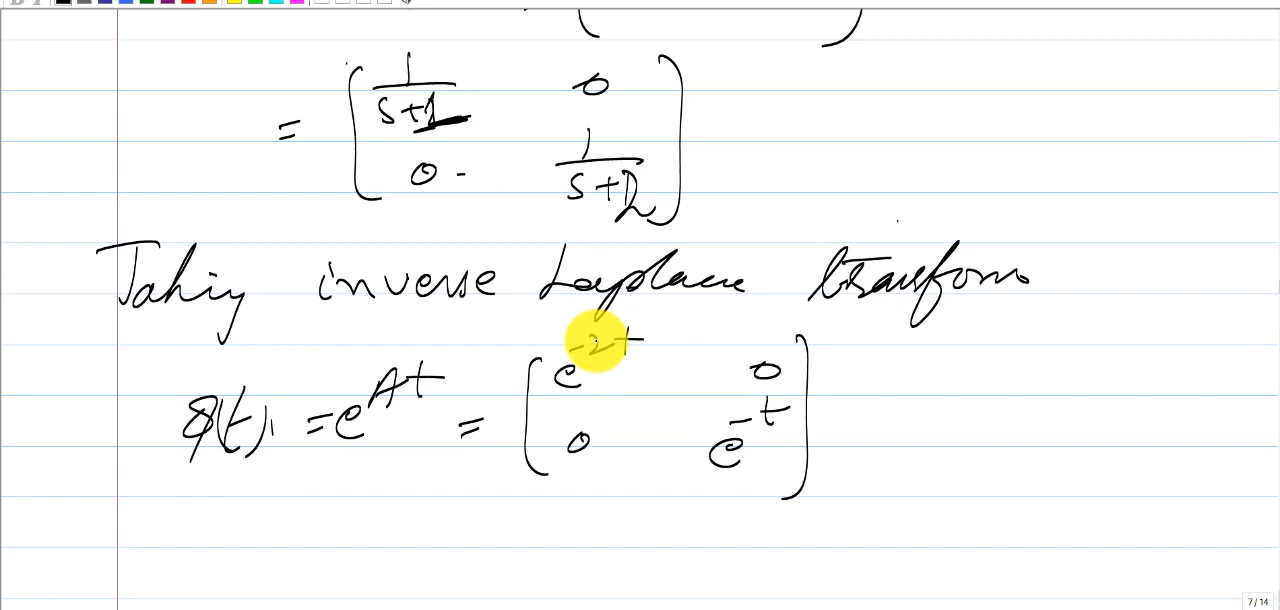 = ( 1/(s+1) 0
0 1/(s+2) )
Taking inverse Laplace transform
φ(t) = e^At = ( e^-2t 0
0 e^-t )
7 / 14